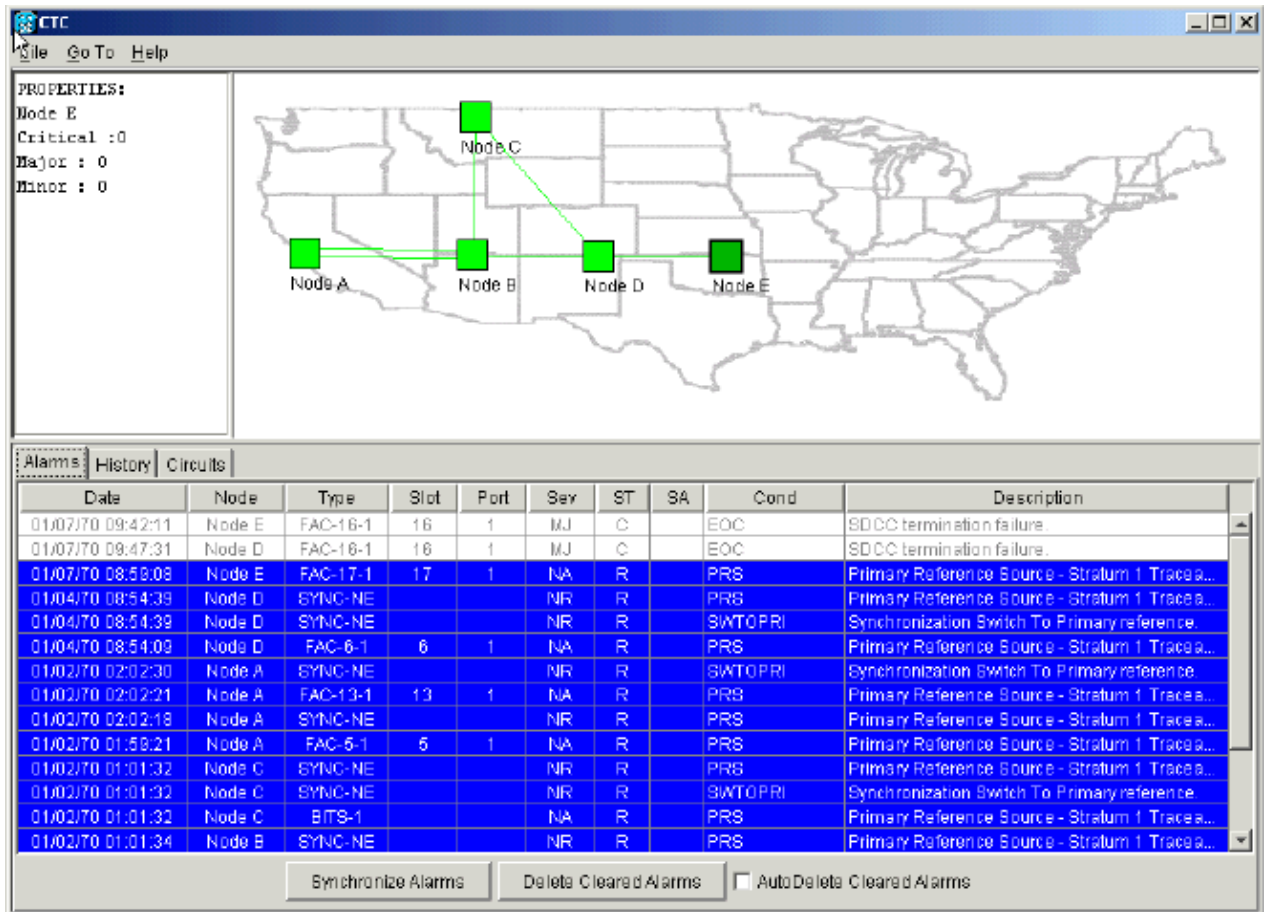 CTC
File Go To Help
PROPERTIES:
Node E
Critical :0
Major : 0
Minor : 0
Node C
Node A
Node B
Node D
Node E
Alarms History Circuits
Date Node Type Slot Port Sev ST SA Cond Description
01/07/70 09:42:11 Node E FAC-16-1 16 1 MJ C EOC SDCC termination failure.
01/07/70 09:47:31 Node D FAC-16-1 16 1 MJ C EOC SDCC termination failure.
01/07/70 08:59:08 Node E FAC-17-1 17 1 NA R PRS Primary Reference Source - Stratum 1 Tracea...
01/04/70 08:54:39 Node D SYNC-NE NR R PRS Primary Reference Source - Stratum 1 Tracea...
01/04/70 08:54:39 Node D SYNC-NE NR R SWTOPRI Synchronization Switch To Primary reference.
01/04/70 08:54:09 Node D FAC-6-1 6 1 NA R PRS Primary Reference Source - Stratum 1 Tracea...
01/02/70 02:02:30 Node A SYNC-NE NR R SWTOPRI Synchronization Switch To Primary reference.
01/02/70 02:02:21 Node A FAC-13-1 13 1 NA R PRS Primary Reference Source - Stratum 1 Tracea...
01/02/70 02:02:18 Node A SYNC-NE NR R PRS Primary Reference Source - Stratum 1 Tracea...
01/02/70 01:59:21 Node A FAC-5-1 5 1 NA R PRS Primary Reference Source - Stratum 1 Tracea...
01/02/70 01:01:32 Node C SYNC-NE NR R PRS Primary Reference Source - Stratum 1 Tracea...
01/02/70 01:01:32 Node C SYNC-NE NR R SWTOPRI Synchronization Switch To Primary reference.
01/02/70 01:01:32 Node C BITS-1 NA R PRS Primary Reference Source - Stratum 1 Tracea...
01/02/70 01:01:34 Node B SYNC-NE NR R PRS Primary Reference Source - Stratum 1 Tracea...
Synchronize Alarms Delete Cleared Alarms AutoDelete Cleared Alarms